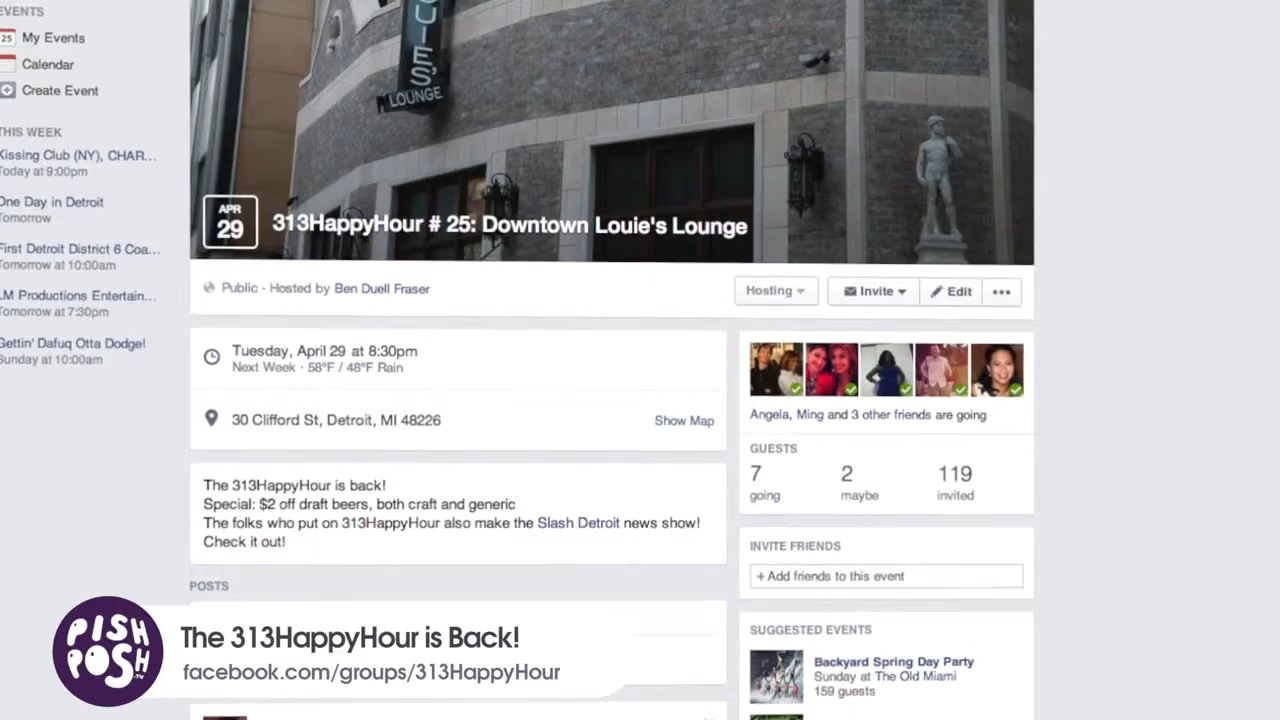 EVENTS
25 My Events
Calendar
Create Event
THIS WEEK
Kissing Club (NY), CHAR...
Today at 9:00pm
One Day in Detroit
Tomorrow
First Detroit District 6 Coa...
Tomorrow at 10:00am
LM Productions Entertain...
Tomorrow at 7:30pm
Gettin' Dafuq Otta Dodge!
Sunday at 10:00am
OUIES'
LOUNGE
APR
29
313HappyHour # 25: Downtown Louie's Lounge
Public · Hosted by Ben Duell Fraser
Hosting
Invite
Edit
Tuesday, April 29 at 8:30pm
Next Week · 58°F / 48°F Rain
30 Clifford St, Detroit, MI 48226
Show Map
The 313HappyHour is back!
Special: $2 off draft beers, both craft and generic
The folks who put on 313HappyHour also make the Slash Detroit news show!
Check it out!
POSTS
Angela, Ming and 3 other friends are going
GUESTS
7 2 119
going maybe invited
INVITE FRIENDS
+ Add friends to this event
SUGGESTED EVENTS
Backyard Spring Day Party
Sunday at The Old Miami
159 guests
PISH
POSH
.TV
The 313HappyHour is Back!
facebook.com/groups/313HappyHour